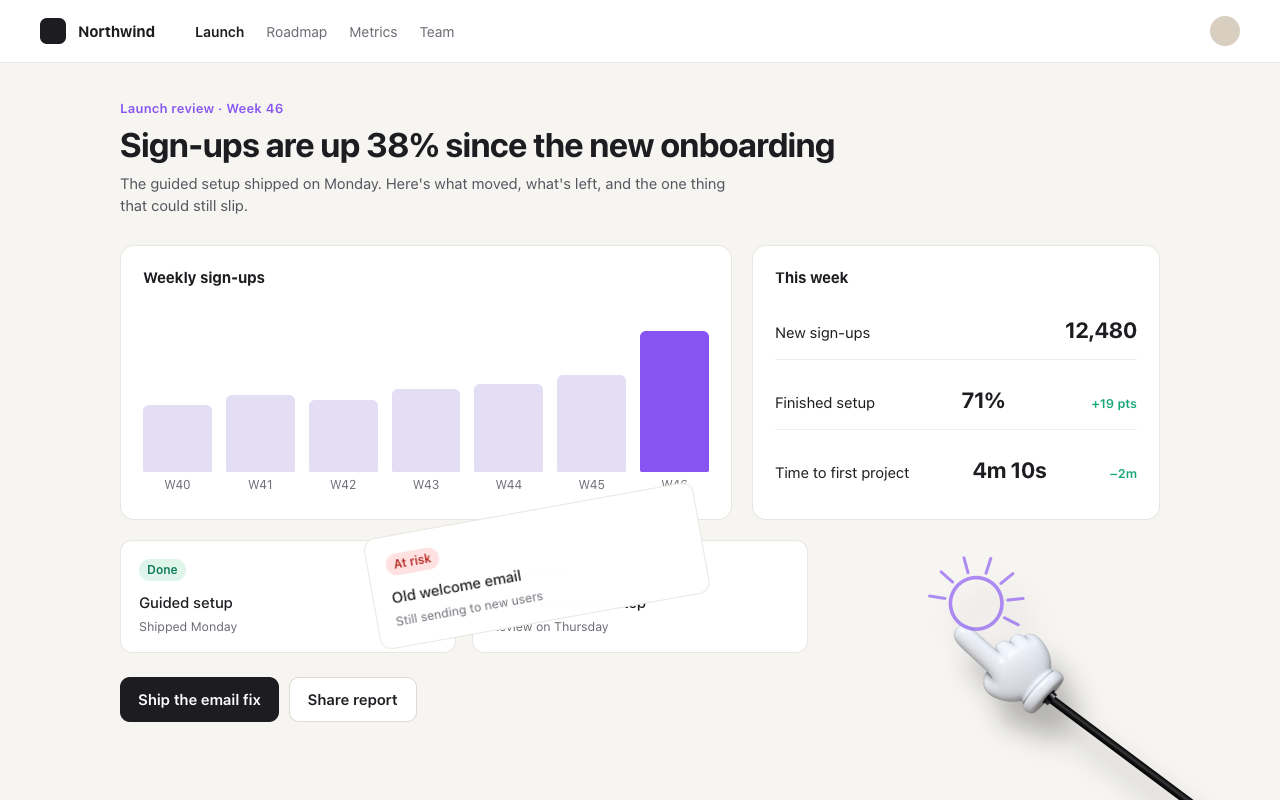 Northwind
Launch
Roadmap
Metrics
Team
Launch review · Week 46
Sign-ups are up 38% since the new onboarding
The guided setup shipped on Monday. Here's what moved, what's left, and the one thing
that could still slip.
Weekly sign-ups
W40
W41
W42
W43
W44
W45
W46
This week
New sign-ups
12,480
Finished setup
71%
+19 pts
Time to first project
4m 10s
−2m
Done
Guided setup
Shipped Monday
At risk
Old welcome email
Still sending to new users
on Thursday
Ship the email fix
Share report